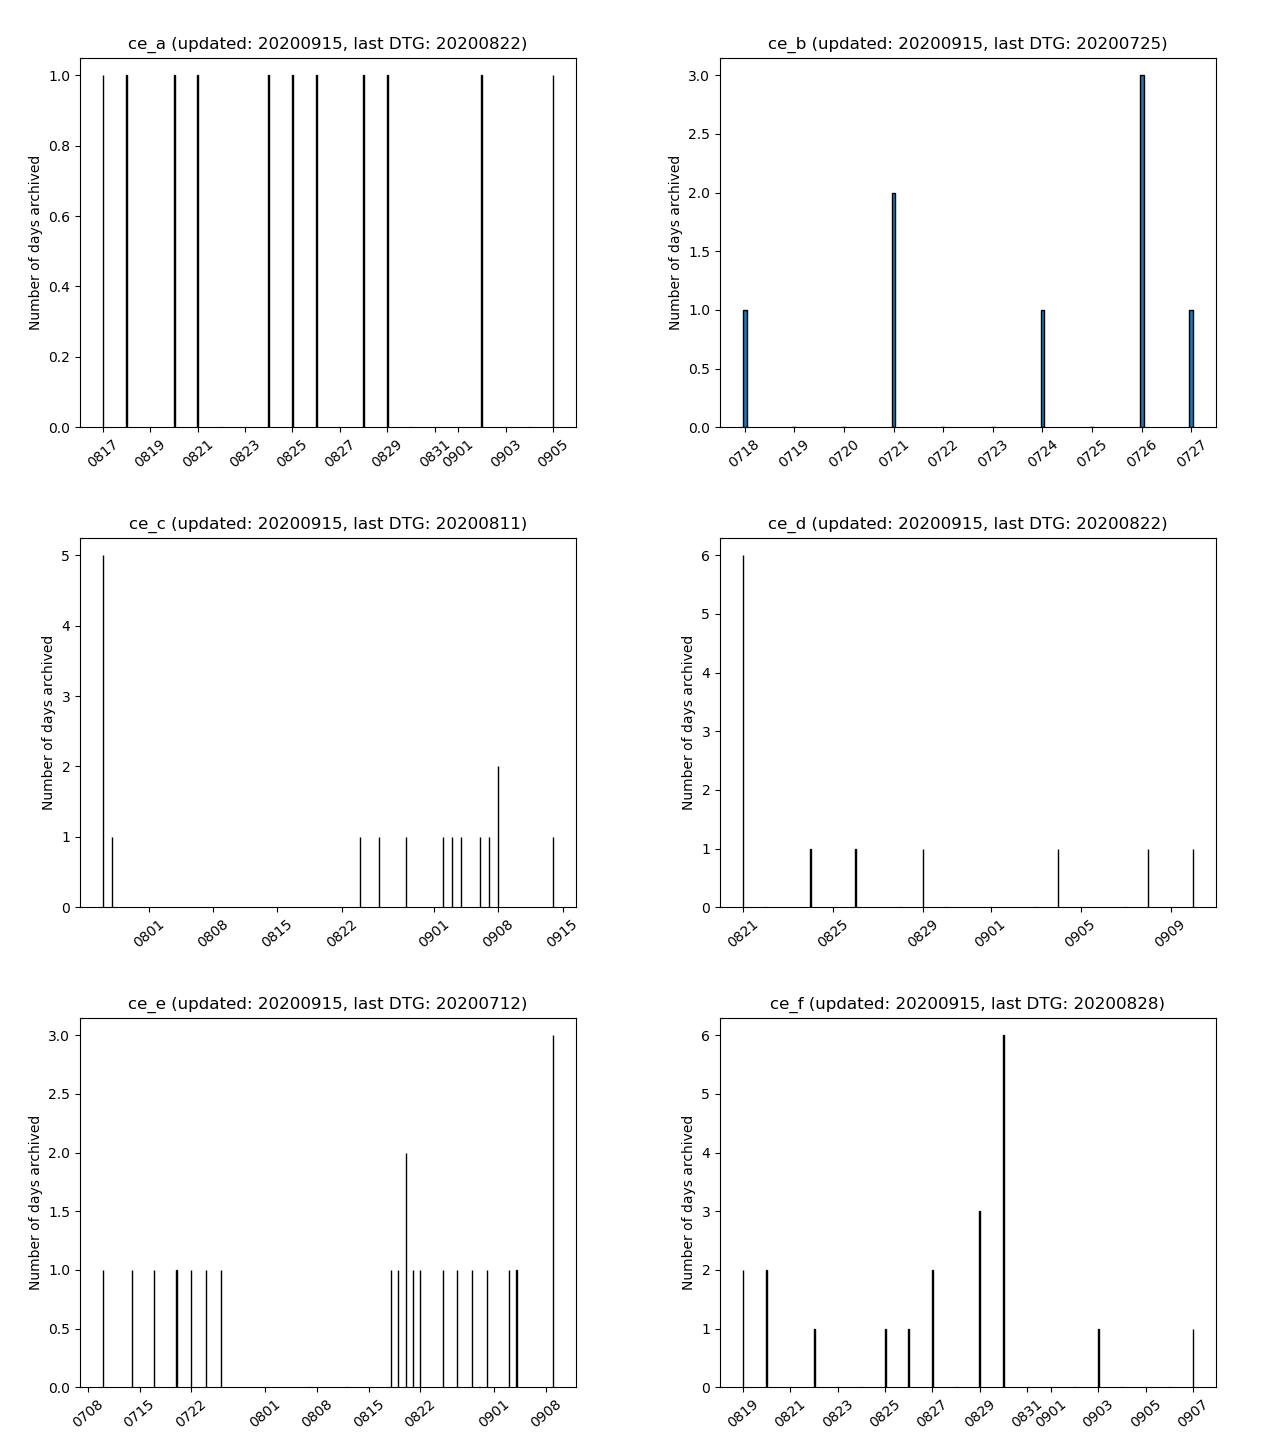 ce_a (updated: 20200915, last DTG: 20200822)
Number of days archived
1.0
0.8
0.6
0.4
0.2
0.0
0817 0819 0821 0823 0825 0827 0829 0831 0901 0903 0905
ce_b (updated: 20200915, last DTG: 20200725)
Number of days archived
3.0
2.5
2.0
1.5
1.0
0.5
0.0
0718 0719 0720 0721 0722 0723 0724 0725 0726 0727
ce_c (updated: 20200915, last DTG: 20200811)
Number of days archived
5
4
3
2
1
0
0801 0808 0815 0822 0901 0908 0915
ce_d (updated: 20200915, last DTG: 20200822)
Number of days archived
6
5
4
3
2
1
0
0821 0825 0829 0901 0905 0909
ce_e (updated: 20200915, last DTG: 20200712)
Number of days archived
3.0
2.5
2.0
1.5
1.0
0.5
0.0
0708 0715 0722 0801 0808 0815 0822 0901 0908
ce_f (updated: 20200915, last DTG: 20200828)
Number of days archived
6
5
4
3
2
1
0
0819 0821 0823 0825 0827 0829 0831 0901 0903 0905 0907